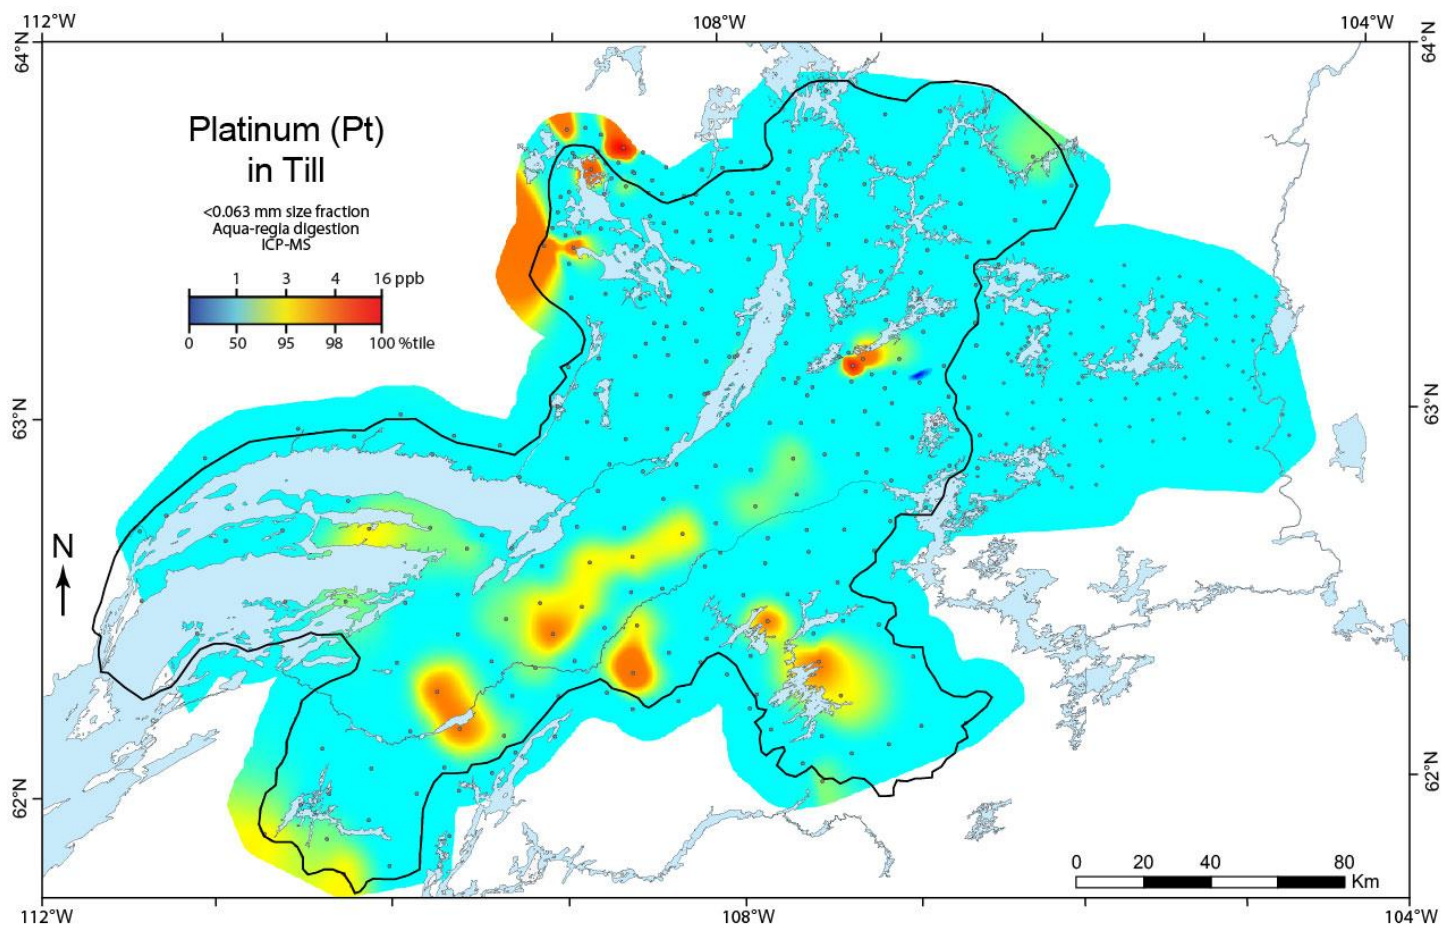 112°W 108°W 104°W
64°N 64°N
Platinum (Pt)
in Till
<0.063 mm size fraction
Aqua-regia digestion
ICP-MS
1 3 4 16 ppb
0 50 95 98 100 %tile
63°N 63°N
N
62°N 62°N
0 20 40 80
Km
112°W 108°W 104°W